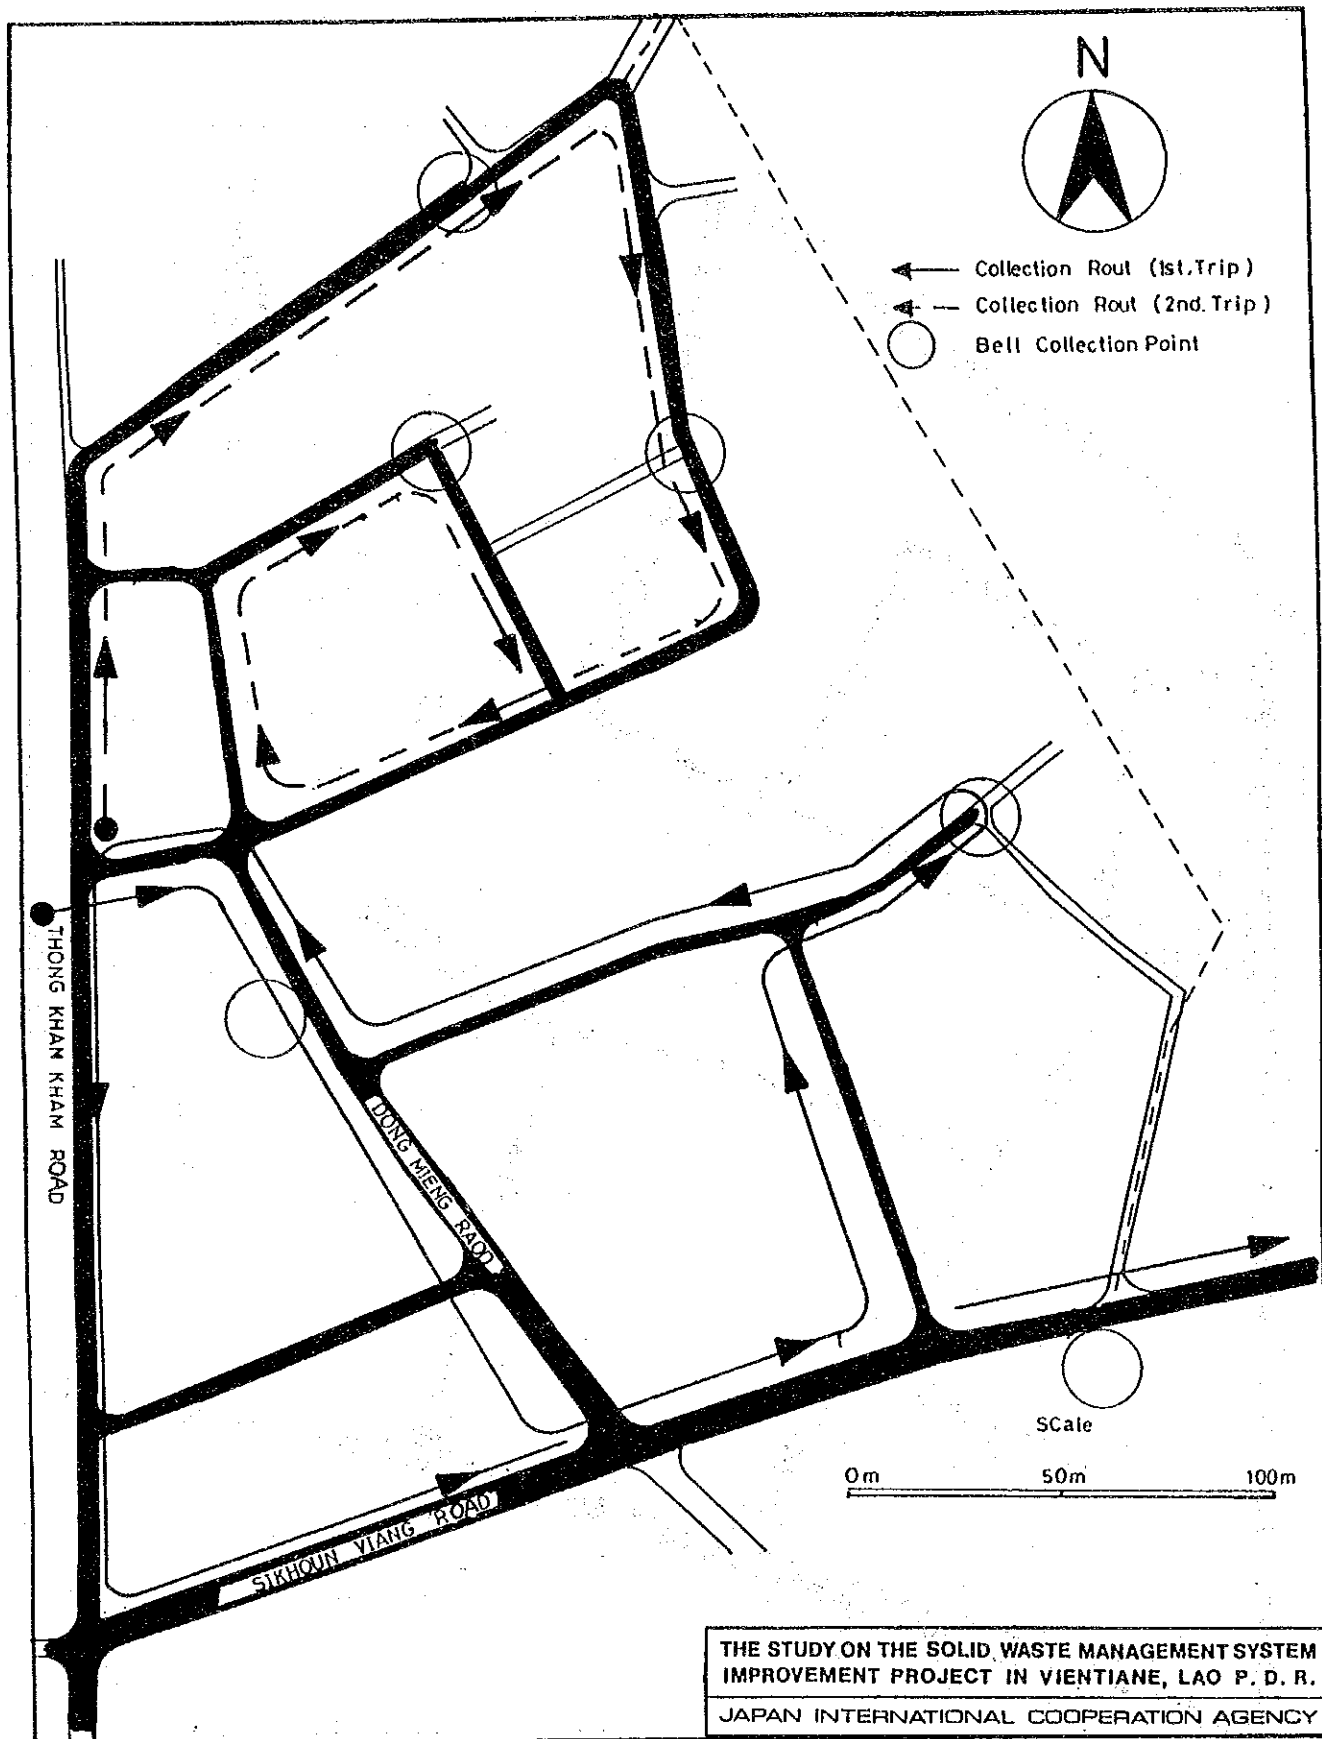 N
Collection Rout (1st.Trip)
Collection Rout (2nd.Trip)
Bell Collection Point
THONG KHAN KHAM ROAD
DONG MIENG RAOD
SIKHOUN VIANG ROAD
SCale
0m 50m 100m
THE STUDY ON THE SOLID WASTE MANAGEMENT SYSTEM
IMPROVEMENT PROJECT IN VIENTIANE, LAO P. D. R.
JAPAN INTERNATIONAL COOPERATION AGENCY